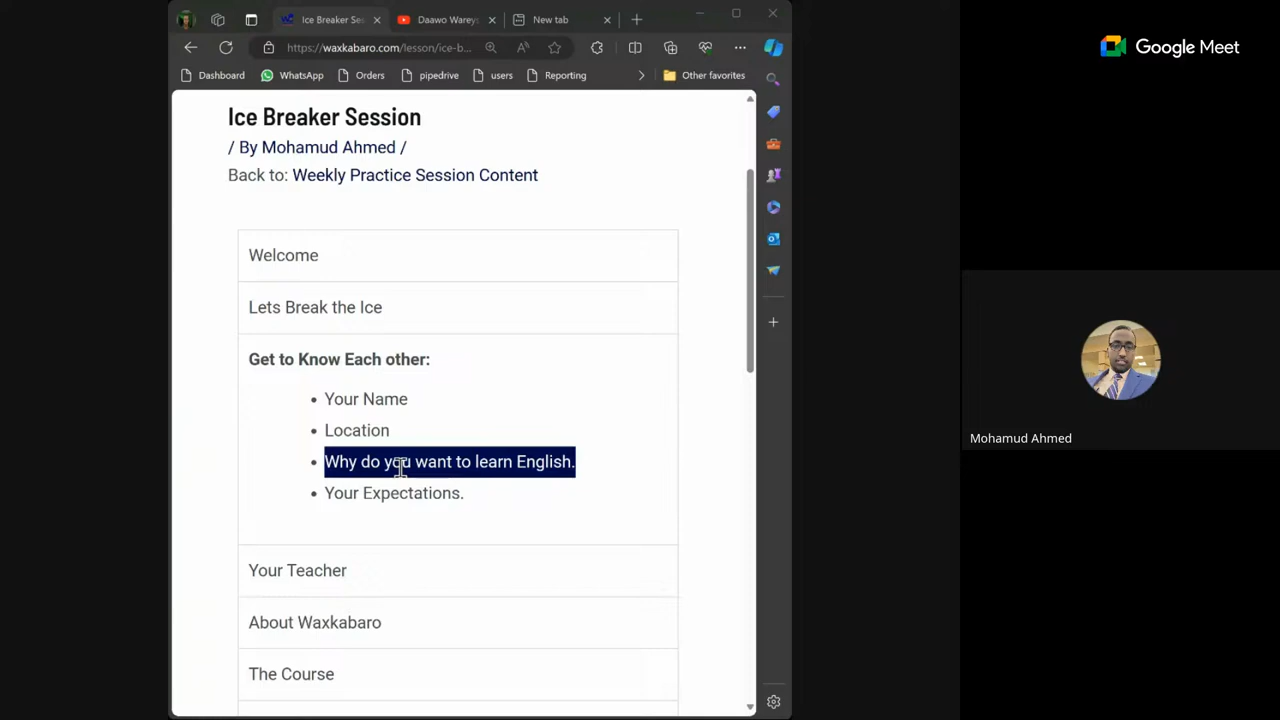 Ice Breaker Ses
Daawo Wareys
New tab
https://waxkabaro.com/lesson/ice-b...
Dashboard
WhatsApp
Orders
pipedrive
users
Reporting
Other favorites
Google Meet
Ice Breaker Session
/ By Mohamud Ahmed /
Back to: Weekly Practice Session Content
Welcome
Lets Break the Ice
Get to Know Each other:
• Your Name
• Location
• Why do you want to learn English.
• Your Expectations.
Your Teacher
About Waxkabaro
The Course
Mohamud Ahmed